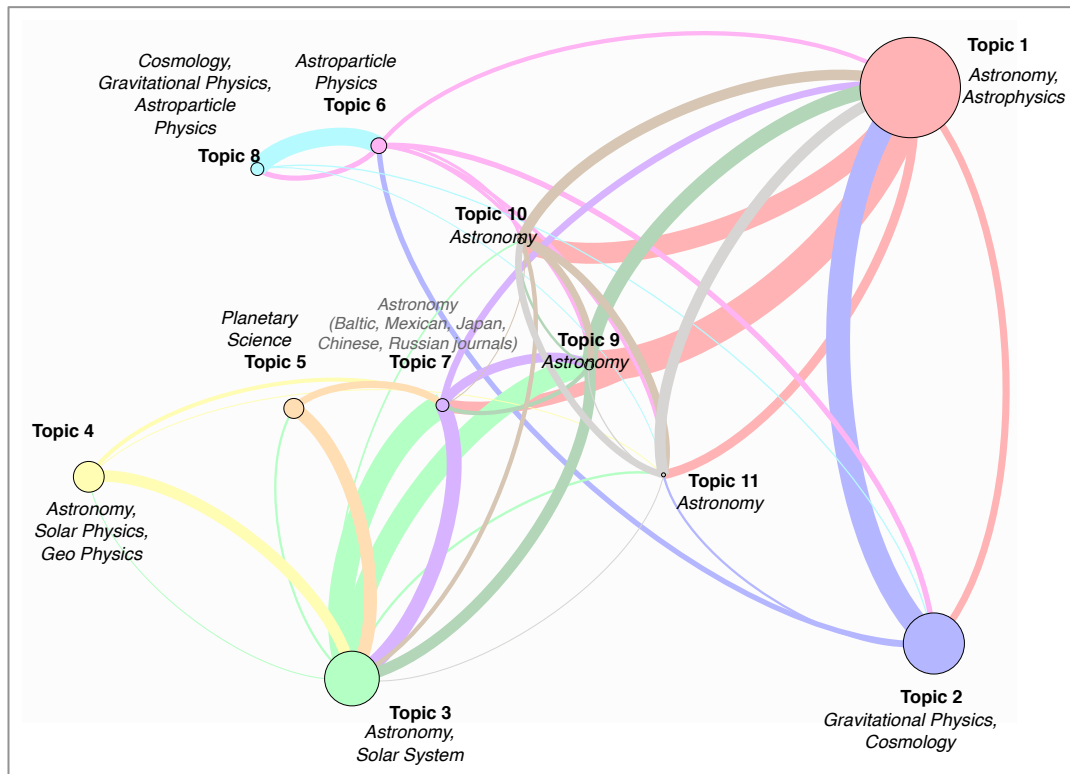 Topic 1
Astronomy,
Astrophysics
Cosmology,
Gravitational Physics,
Astroparticle
Physics
Topic 8
Astroparticle
Physics
Topic 6
Topic 10
Astronomy
Planetary
Science
Topic 5
Astronomy
(Baltic, Mexican, Japan,
Chinese, Russian journals)
Topic 7
Topic 9
Astronomy
Topic 4
Astronomy,
Solar Physics,
Geo Physics
Topic 11
Astronomy
Topic 3
Astronomy,
Solar System
Topic 2
Gravitational Physics,
Cosmology